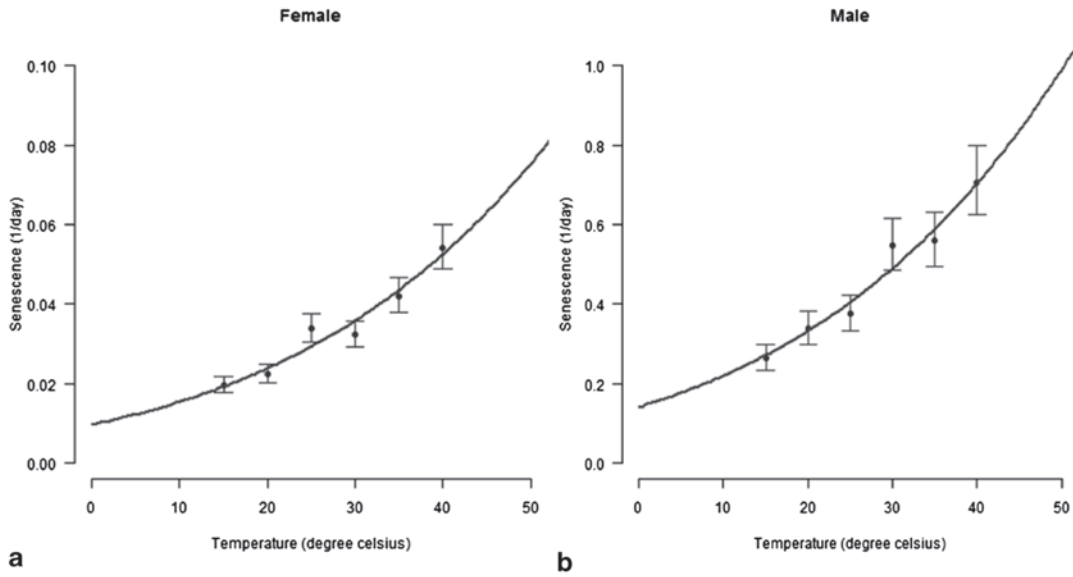 Female
0.10
0.08
0.06
0.04
0.02
0.00
Senescence (1/day)
0 10 20 30 40 50
Temperature (degree celsius)
a
Male
1.0
0.8
0.6
0.4
0.2
0.0
Senescence (1/day)
0 10 20 30 40 50
Temperature (degree celsius)
b